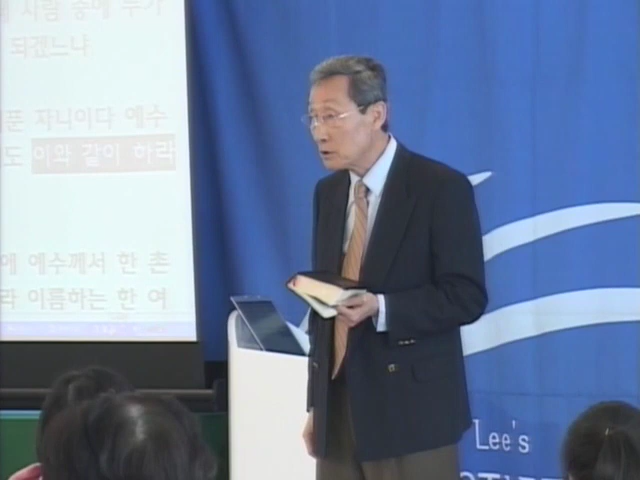 사람 중에 누가
되겠느냐
푼 자니이다 예수
도 이와 같이 하라
에 예수께서 한 촌
라 이름하는 한 여
Lee's